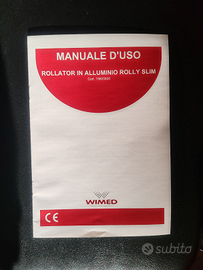 MANUALE D'USO
ROLLATOR IN ALLUMINIO ROLLY SLIM
WIMED
CE
subito